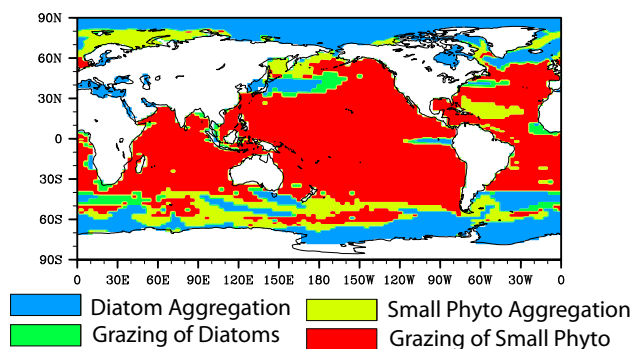 90N
60N
30N
0
30S
60S
90S
0 30E 60E 90E 120E 150E 180 150W 120W 90W 60W 30W 0
Diatom Aggregation Small Phyto Aggregation
Grazing of Diatoms Grazing of Small Phyto